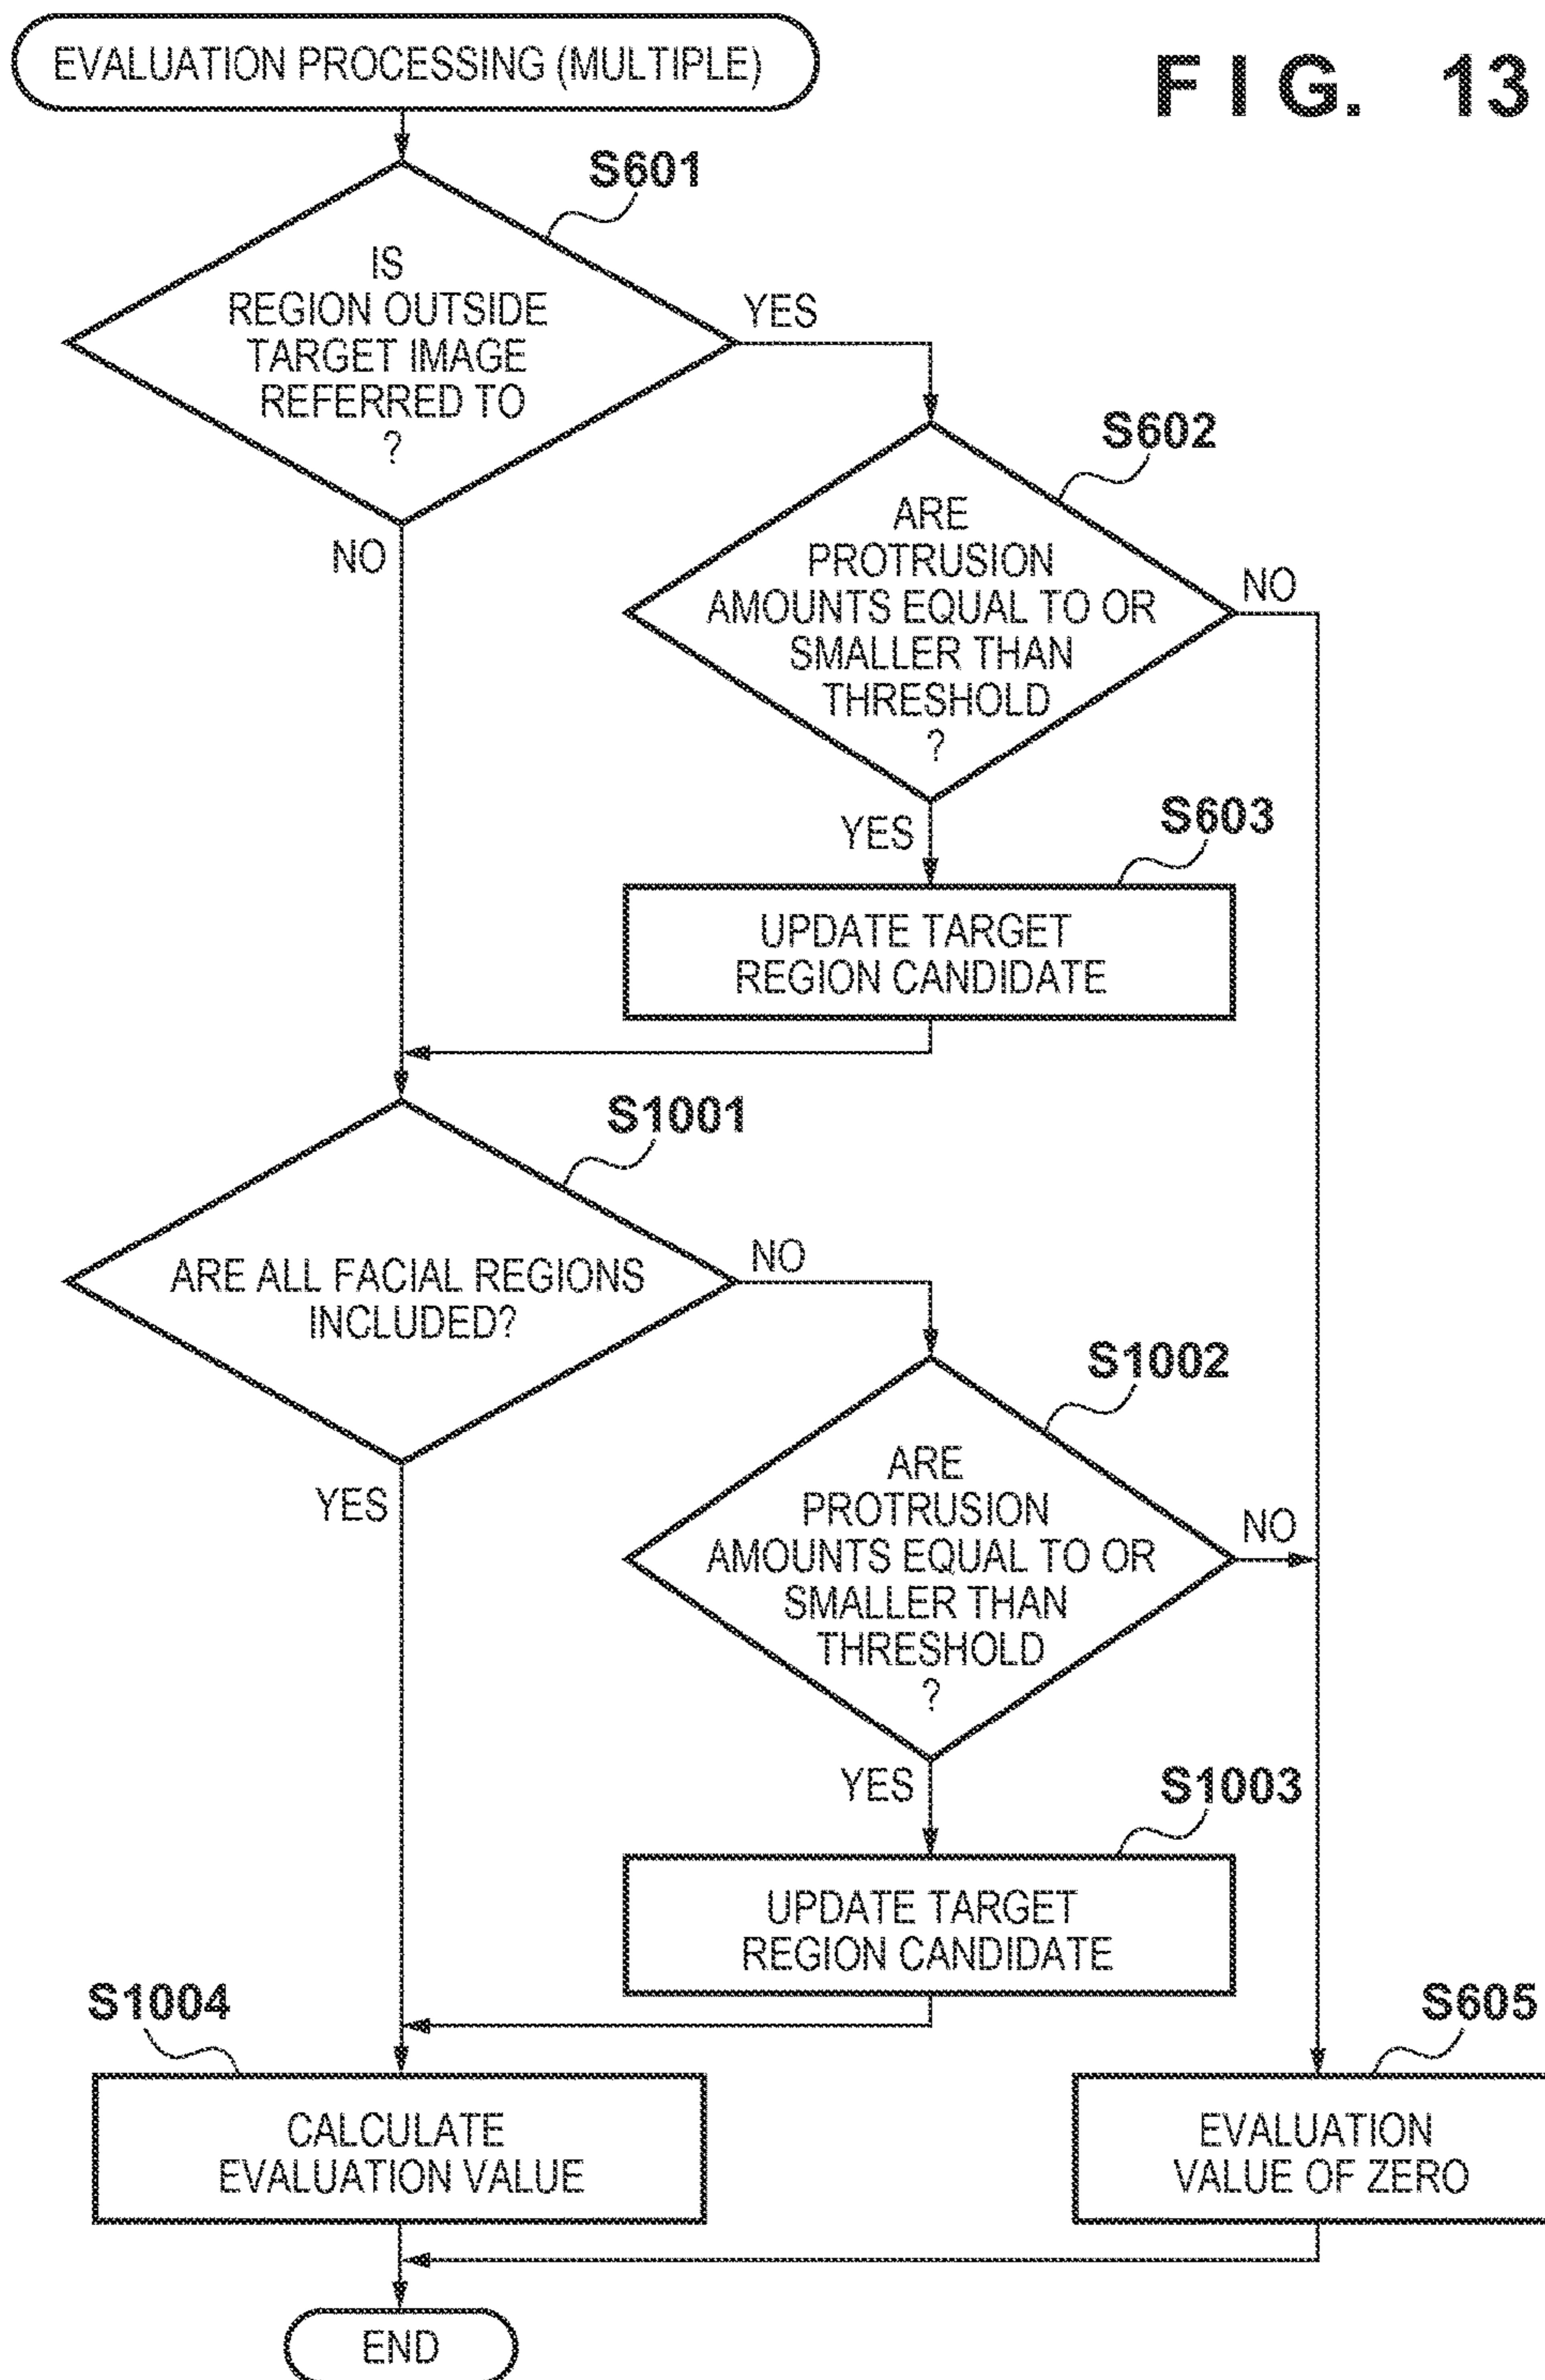 EVALUATION PROCESSING (MULTIPLE)
FIG. 13
S601
IS
REGION OUTSIDE
TARGET IMAGE
REFERRED TO
?
YES
NO
S602
ARE
PROTRUSION
AMOUNTS EQUAL TO OR
SMALLER THAN
THRESHOLD
?
NO
YES
S603
UPDATE TARGET
REGION CANDIDATE
S1001
ARE ALL FACIAL REGIONS
INCLUDED?
NO
YES
S1002
ARE
PROTRUSION
AMOUNTS EQUAL TO OR
SMALLER THAN
THRESHOLD
?
NO
YES
S1003
UPDATE TARGET
REGION CANDIDATE
S1004
CALCULATE
EVALUATION VALUE
S605
EVALUATION
VALUE OF ZERO
END